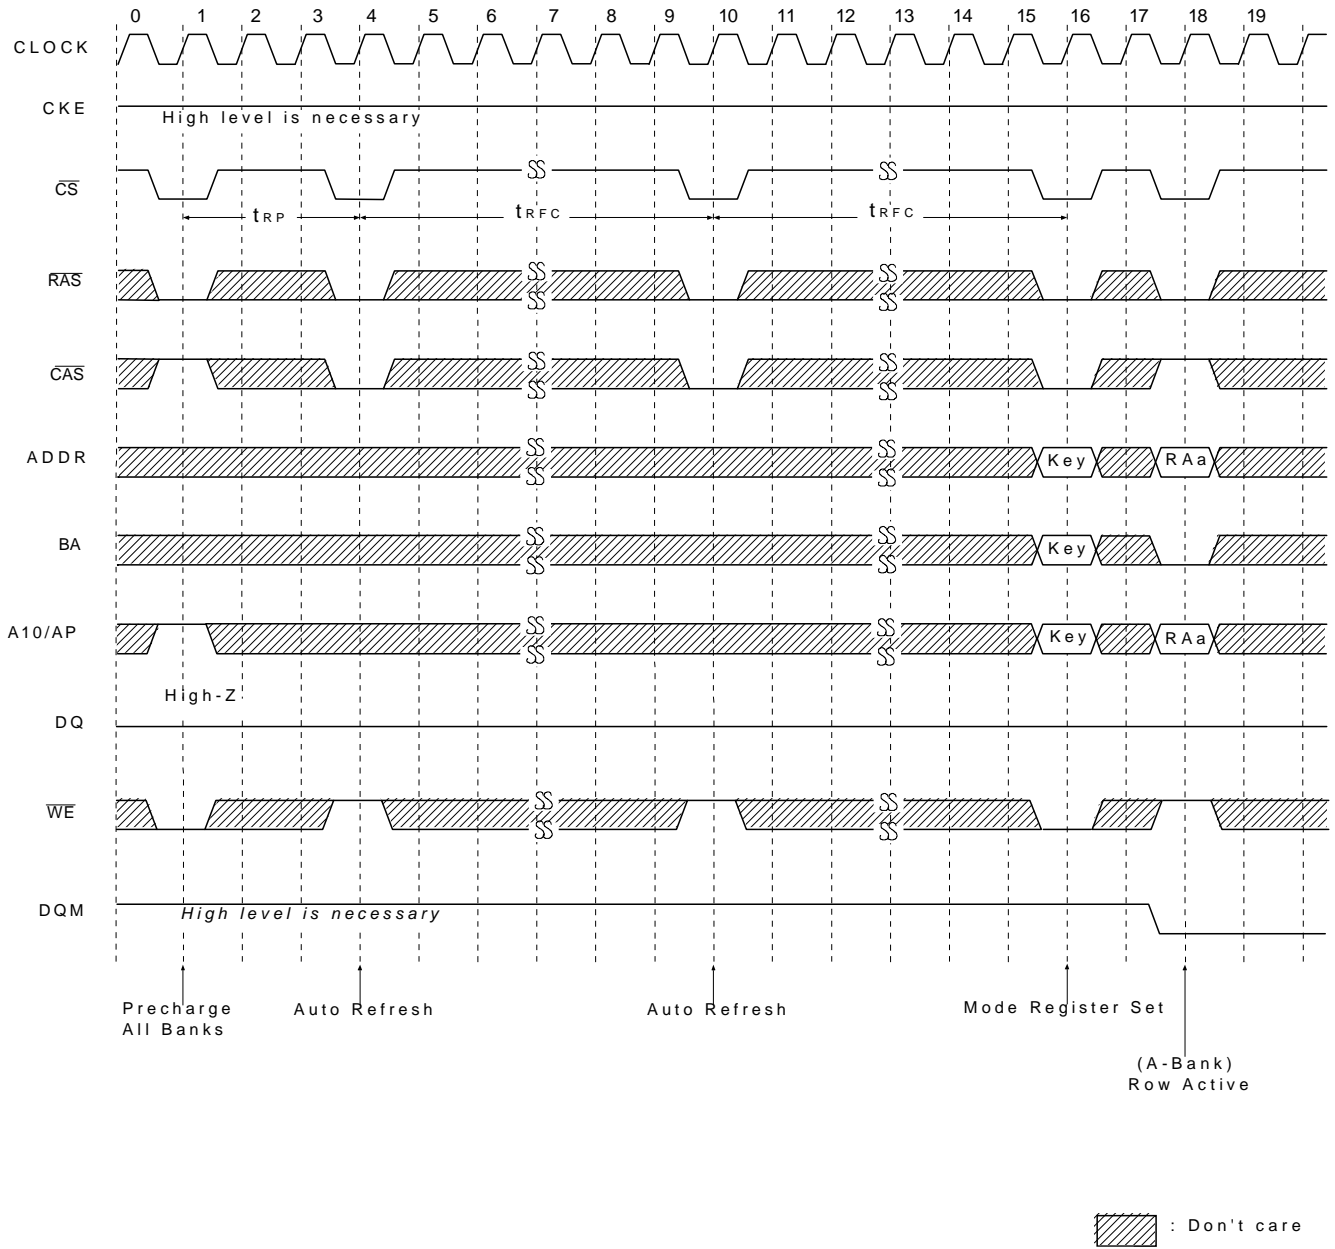 0 1 2 3 4 5 6 7 8 9 10 11 12 13 14 15 16 17 18 19
CLOCK
CKE
High level is necessary
CS
tRP tRFC tRFC
RAS
CAS
ADDR Key RAa
BA Key
A10/AP Key RAa
High-Z
DQ
WE
DQM High level is necessary
Precharge
All Banks
Auto Refresh
Auto Refresh
Mode Register Set
(A-Bank)
Row Active
: Don't care